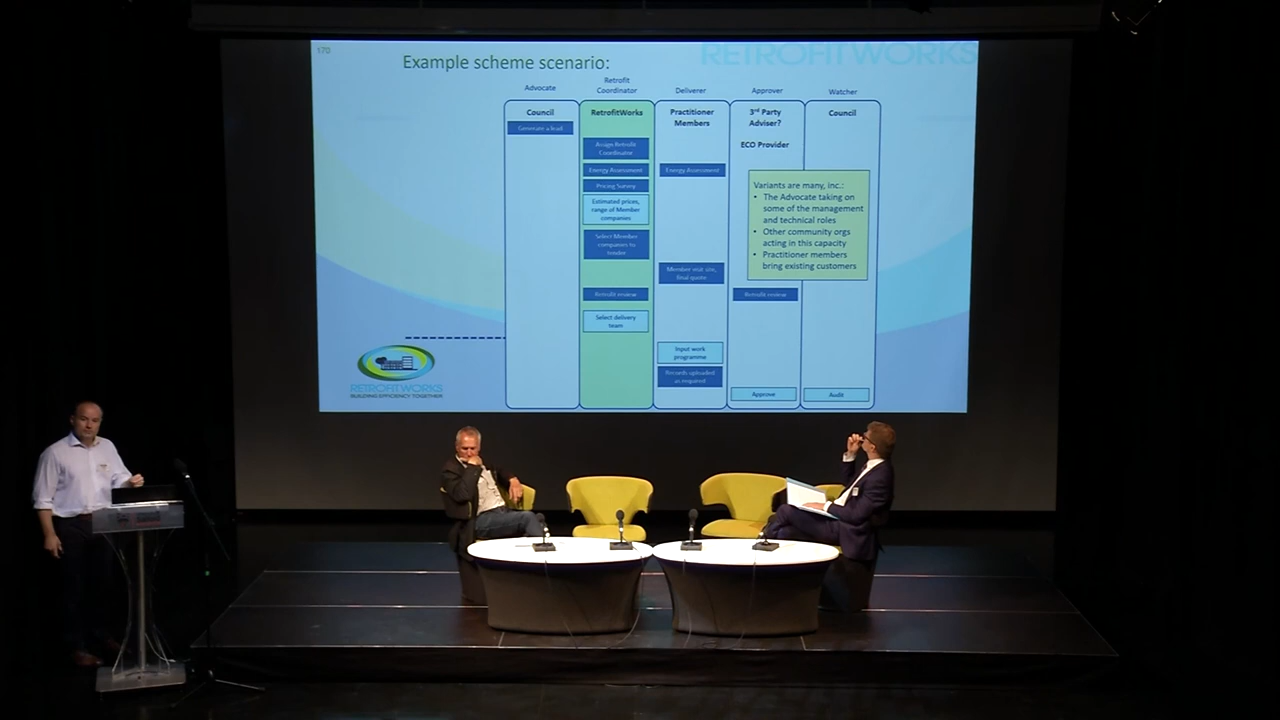 170
Example scheme scenario:
RETROFITWORKS
Advocate
Retrofit
Coordinator
Deliverer
Approver
Watcher
Council
RetrofitWorks
Practitioner
Members
3rd Party
Adviser?
ECO Provider
Council
Generate a lead
Assign Retrofit
Coordinator
Energy Assessment
Energy Assessment
Pricing Survey
Estimated prices,
range of Member
companies
Select Member
companies to
tender
Member visit site,
final quote
Retrofit review
Retrofit review
Select delivery
team
Input work
programme
Records uploaded
as required
Approve
Audit
Variants are many, inc.:
• The Advocate taking on
some of the management
and technical roles
• Other community orgs
acting in this capacity
• Practitioner members
bring existing customers
RETROFITWORKS
BUILDING EFFICIENCY TOGETHER